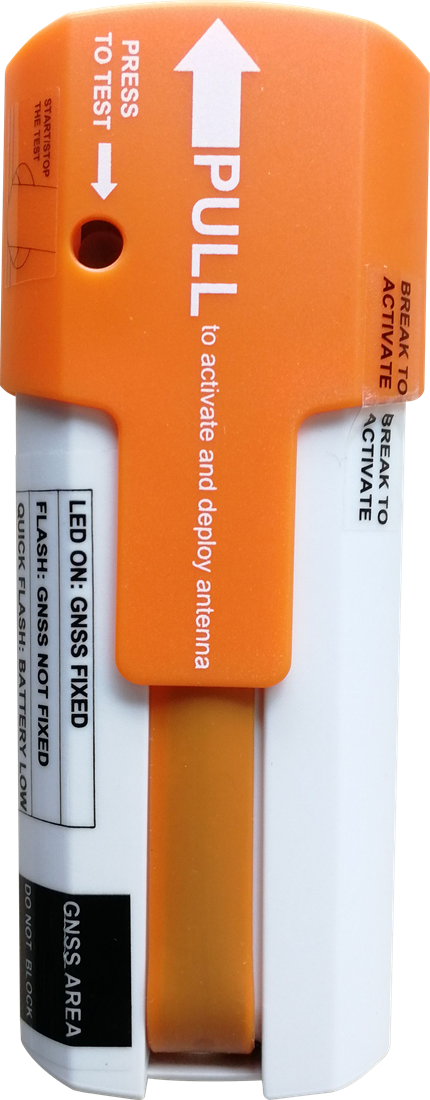 PRESS
TO TEST
START/STOP
THE TEST
PULL to activate and deploy antenna
BREAK TO
ACTIVATE
BREAK TO
ACTIVATE
LED ON: GNSS FIXED
FLASH: GNSS NOT FIXED
QUICK FLASH: BATTERY LOW
GNSS AREA
DO NOT BLOCK